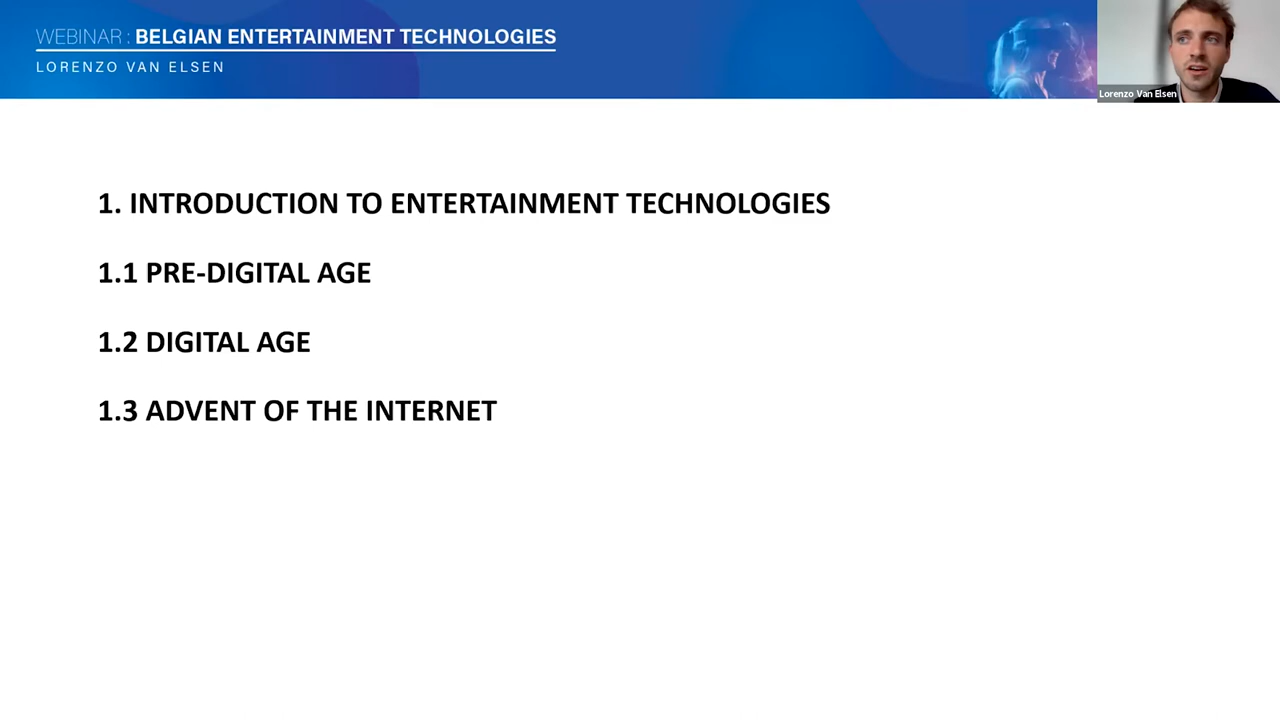 WEBINAR : BELGIAN ENTERTAINMENT TECHNOLOGIES
LORENZO VAN ELSEN
Lorenzo Van Elsen
1. INTRODUCTION TO ENTERTAINMENT TECHNOLOGIES
1.1 PRE-DIGITAL AGE
1.2 DIGITAL AGE
1.3 ADVENT OF THE INTERNET